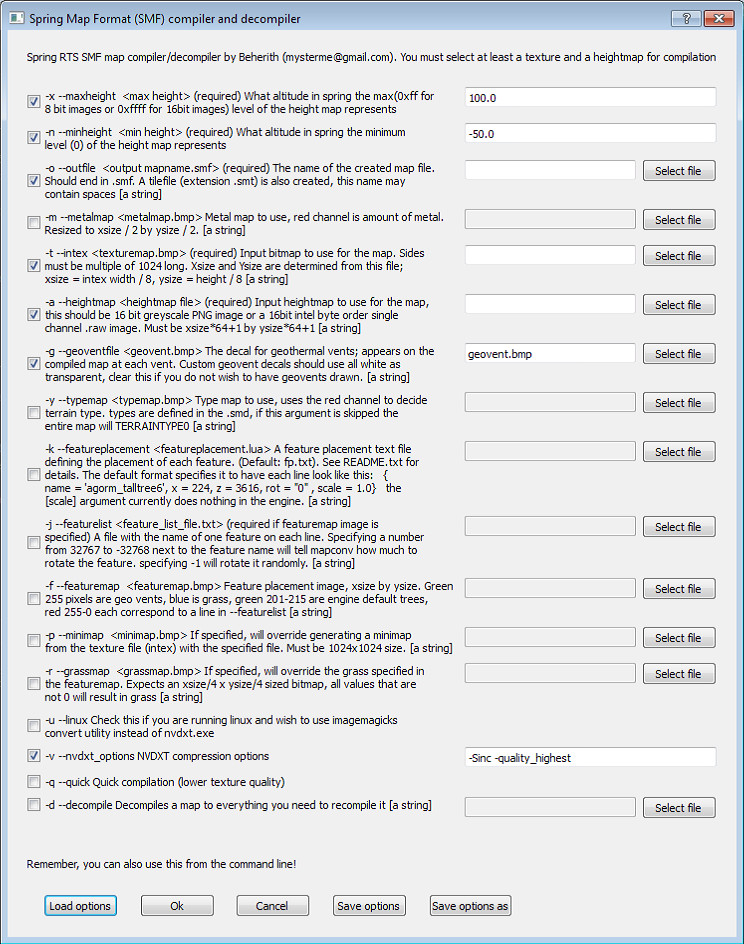 Spring Map Format (SMF) compiler and decompiler
Spring RTS SMF map compiler/decompiler by Beherith (mysterme@gmail.com). You must select at least a texture and a heightmap for compilation
-x --maxheight <max height> (required) What altitude in spring the max(0xff for
8 bit images or 0xffff for 16bit images) level of the height map represents
100.0
-n --minheight <min height> (required) What altitude in spring the minimum
level (0) of the height map represents
-50.0
-o --outfile <output mapname.smf> (required) The name of the created map file.
Should end in .smf. A tilefile (extension .smt) is also created, this name may
contain spaces [a string]
Select file
-m --metalmap <metalmap.bmp> Metal map to use, red channel is amount of metal.
Resized to xsize / 2 by ysize / 2. [a string]
Select file
-t --intex <texturemap.bmp> (required) Input bitmap to use for the map. Sides
must be multiple of 1024 long. Xsize and Ysize are determined from this file;
xsize = intex width / 8, ysize = height / 8 [a string]
Select file
-a --heightmap <heightmap file> (required) Input heightmap to use for the map,
this should be 16 bit greyscale PNG image or a 16bit intel byte order single
channel .raw image. Must be xsize*64+1 by ysize*64+1 [a string]
Select file
-g --geoventfile <geovent.bmp> The decal for geothermal vents; appears on the
compiled map at each vent. Custom geovent decals should use all white as
transparent, clear this if you do not wish to have geovents drawn. [a string]
geovent.bmp
Select file
-y --typemap <typemap.bmp> Type map to use, uses the red channel to decide
terrain type. types are defined in the .smd, if this argument is skipped the
entire map will TERRAINTYPE0 [a string]
Select file
-k --featureplacement <featureplacement.lua> A feature placement text file
defining the placement of each feature. (Default: fp.txt). See README.txt for
details. The default format specifies it to have each line look like this: {
name = 'agorm_talltree6', x = 224, z = 3616, rot = "0" , scale = 1.0} the
[scale] argument currently does nothing in the engine. [a string]
Select file
-j --featurelist <feature_list_file.txt> (required if featuremap image is
specified) A file with the name of one feature on each line. Specifying a number
from 32767 to -32768 next to the feature name will tell mapconv how much to
rotate the feature. specifying -1 will rotate it randomly. [a string]
Select file
-f --featuremap <featuremap.bmp> Feature placement image, xsize by ysize. Green
255 pixels are geo vents, blue is grass, green 201-215 are engine default trees,
red 255-0 each correspond to a line in --featurelist [a string]
Select file
-p --minimap <minimap.bmp> If specified, will override generating a minimap
from the texture file (intex) with the specified file. Must be 1024x1024 size. [a string]
Select file
-r --grassmap <grassmap.bmp> If specified, will override the grass specified in
the featuremap. Expects an xsize/4 x ysize/4 sized bitmap, all values that are
not 0 will result in grass [a string]
Select file
-u --linux Check this if you are running linux and wish to use imagemagicks
convert utility instead of nvdxt.exe
-v --nvdxt_options NVDXT compression options
-Sinc -quality_highest
-q --quick Quick compilation (lower texture quality)
-d --decompile Decompiles a map to everything you need to recompile it [a string]
Select file
Remember, you can also use this from the command line!
Load options
Ok
Cancel
Save options
Save options as